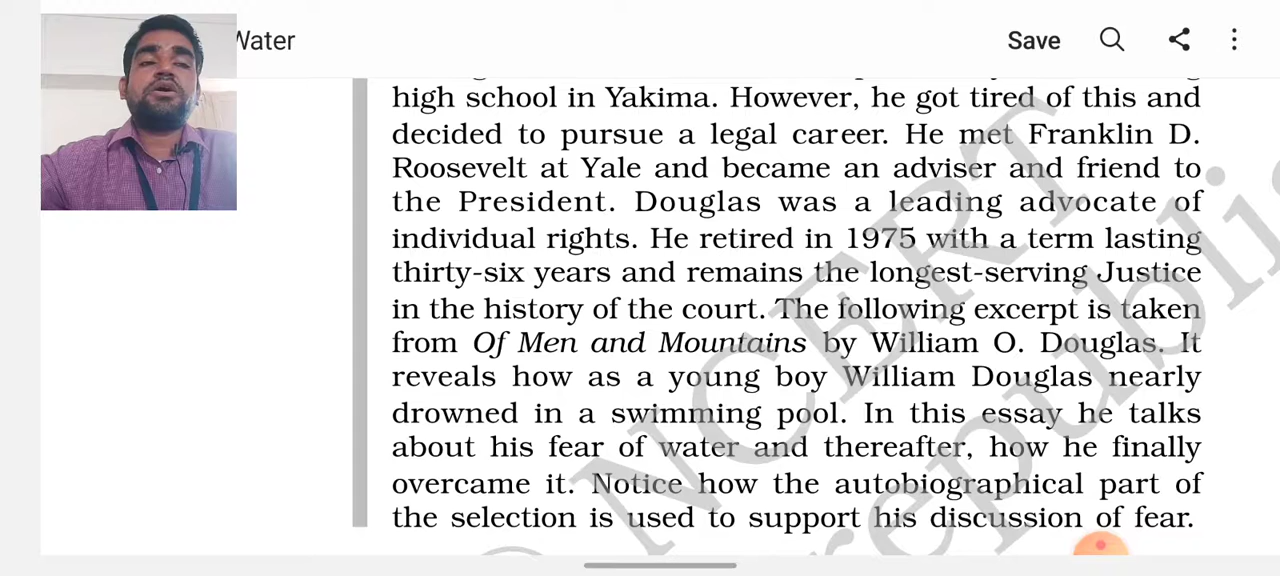 Water
Save
high school in Yakima. However, he got tired of this and
decided to pursue a legal career. He met Franklin D.
Roosevelt at Yale and became an adviser and friend to
the President. Douglas was a leading advocate of
individual rights. He retired in 1975 with a term lasting
thirty-six years and remains the longest-serving Justice
in the history of the court. The following excerpt is taken
from Of Men and Mountains by William O. Douglas. It
reveals how as a young boy William Douglas nearly
drowned in a swimming pool. In this essay he talks
about his fear of water and thereafter, how he finally
overcame it. Notice how the autobiographical part of
the selection is used to support his discussion of fear.
© NCERT
republi